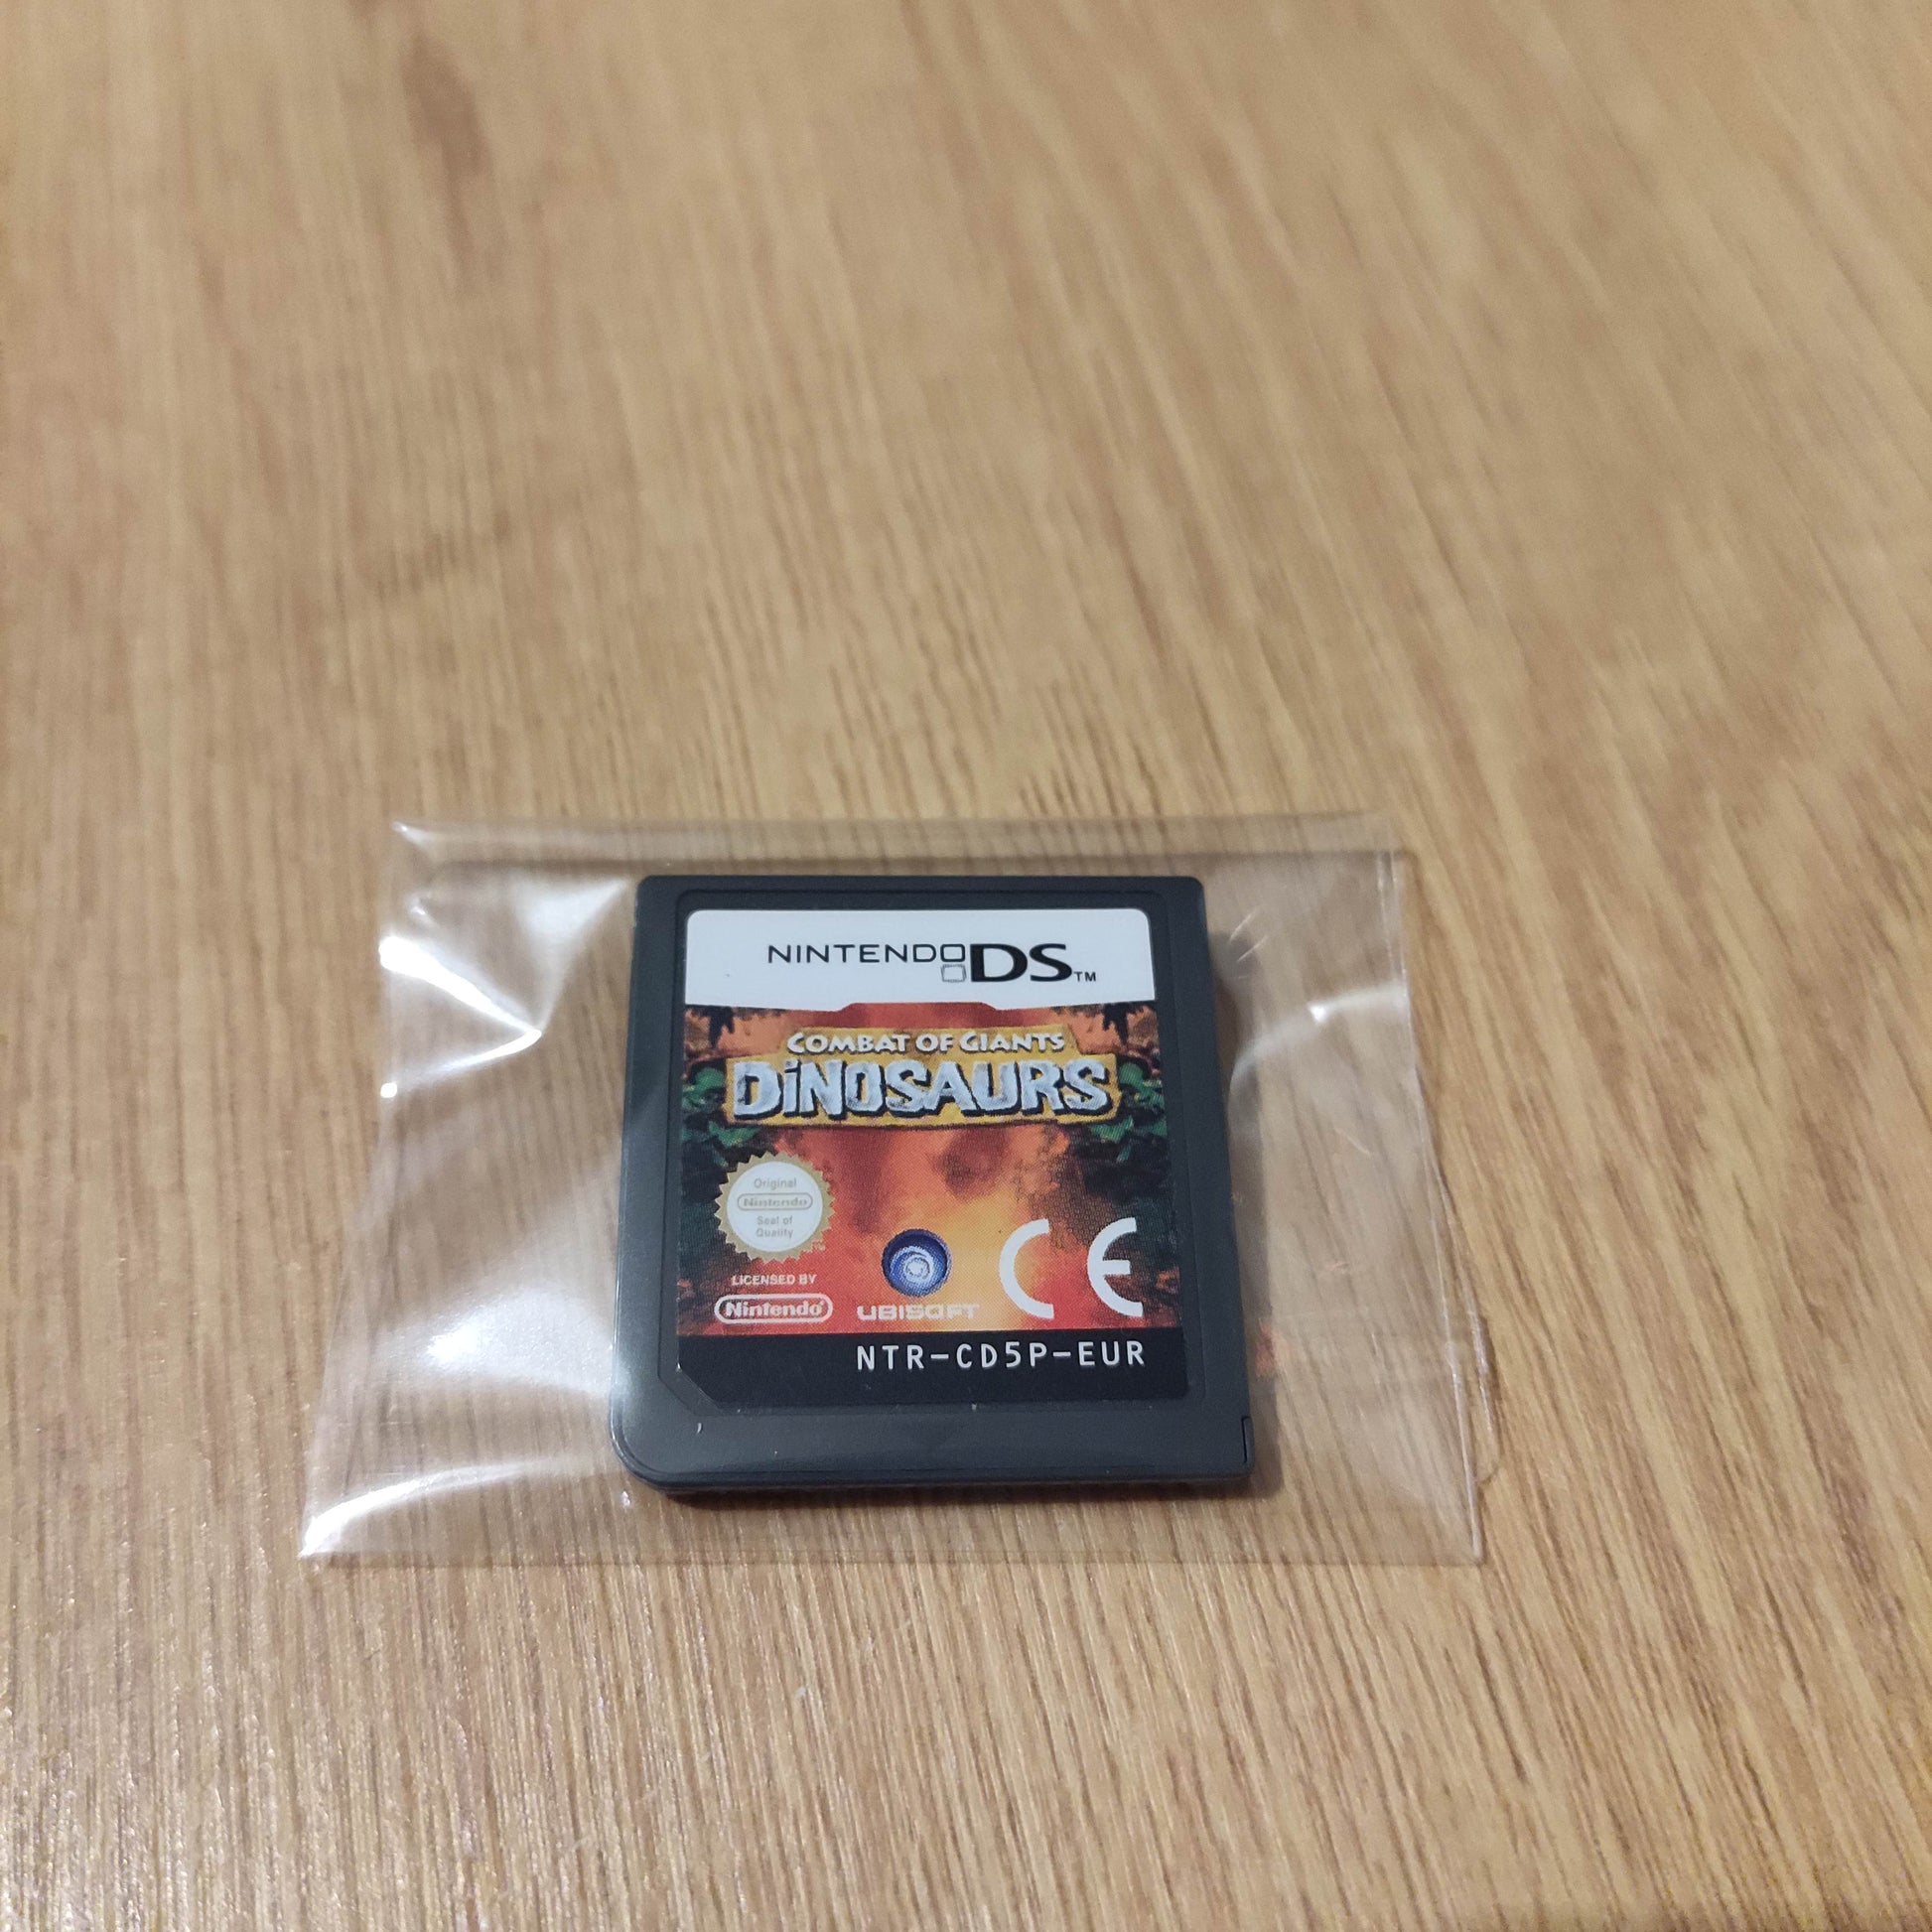 NINTENDO DS™
COMBAT OF GIANTS
DiNOSAURS
Original
Nintendo
Seal of
Quality
LICENSED BY
Nintendo®
UBISOFT
CE
NTR-CD5P-EUR